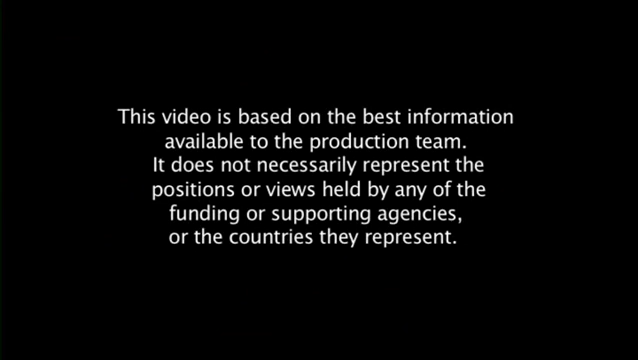 This video is based on the best information
available to the production team.
It does not necessarily represent the
positions or views held by any of the
funding or supporting agencies,
or the countries they represent.